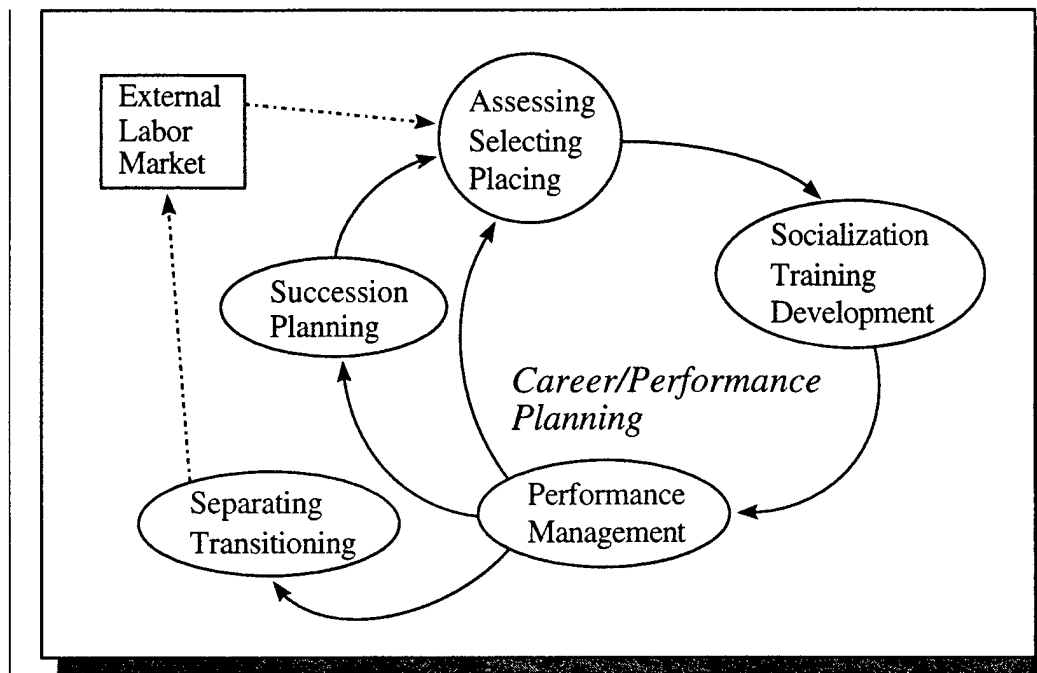 External
Labor
Market
Assessing
Selecting
Placing
Socialization
Training
Development
Succession
Planning
Career/Performance
Planning
Separating
Transitioning
Performance
Management